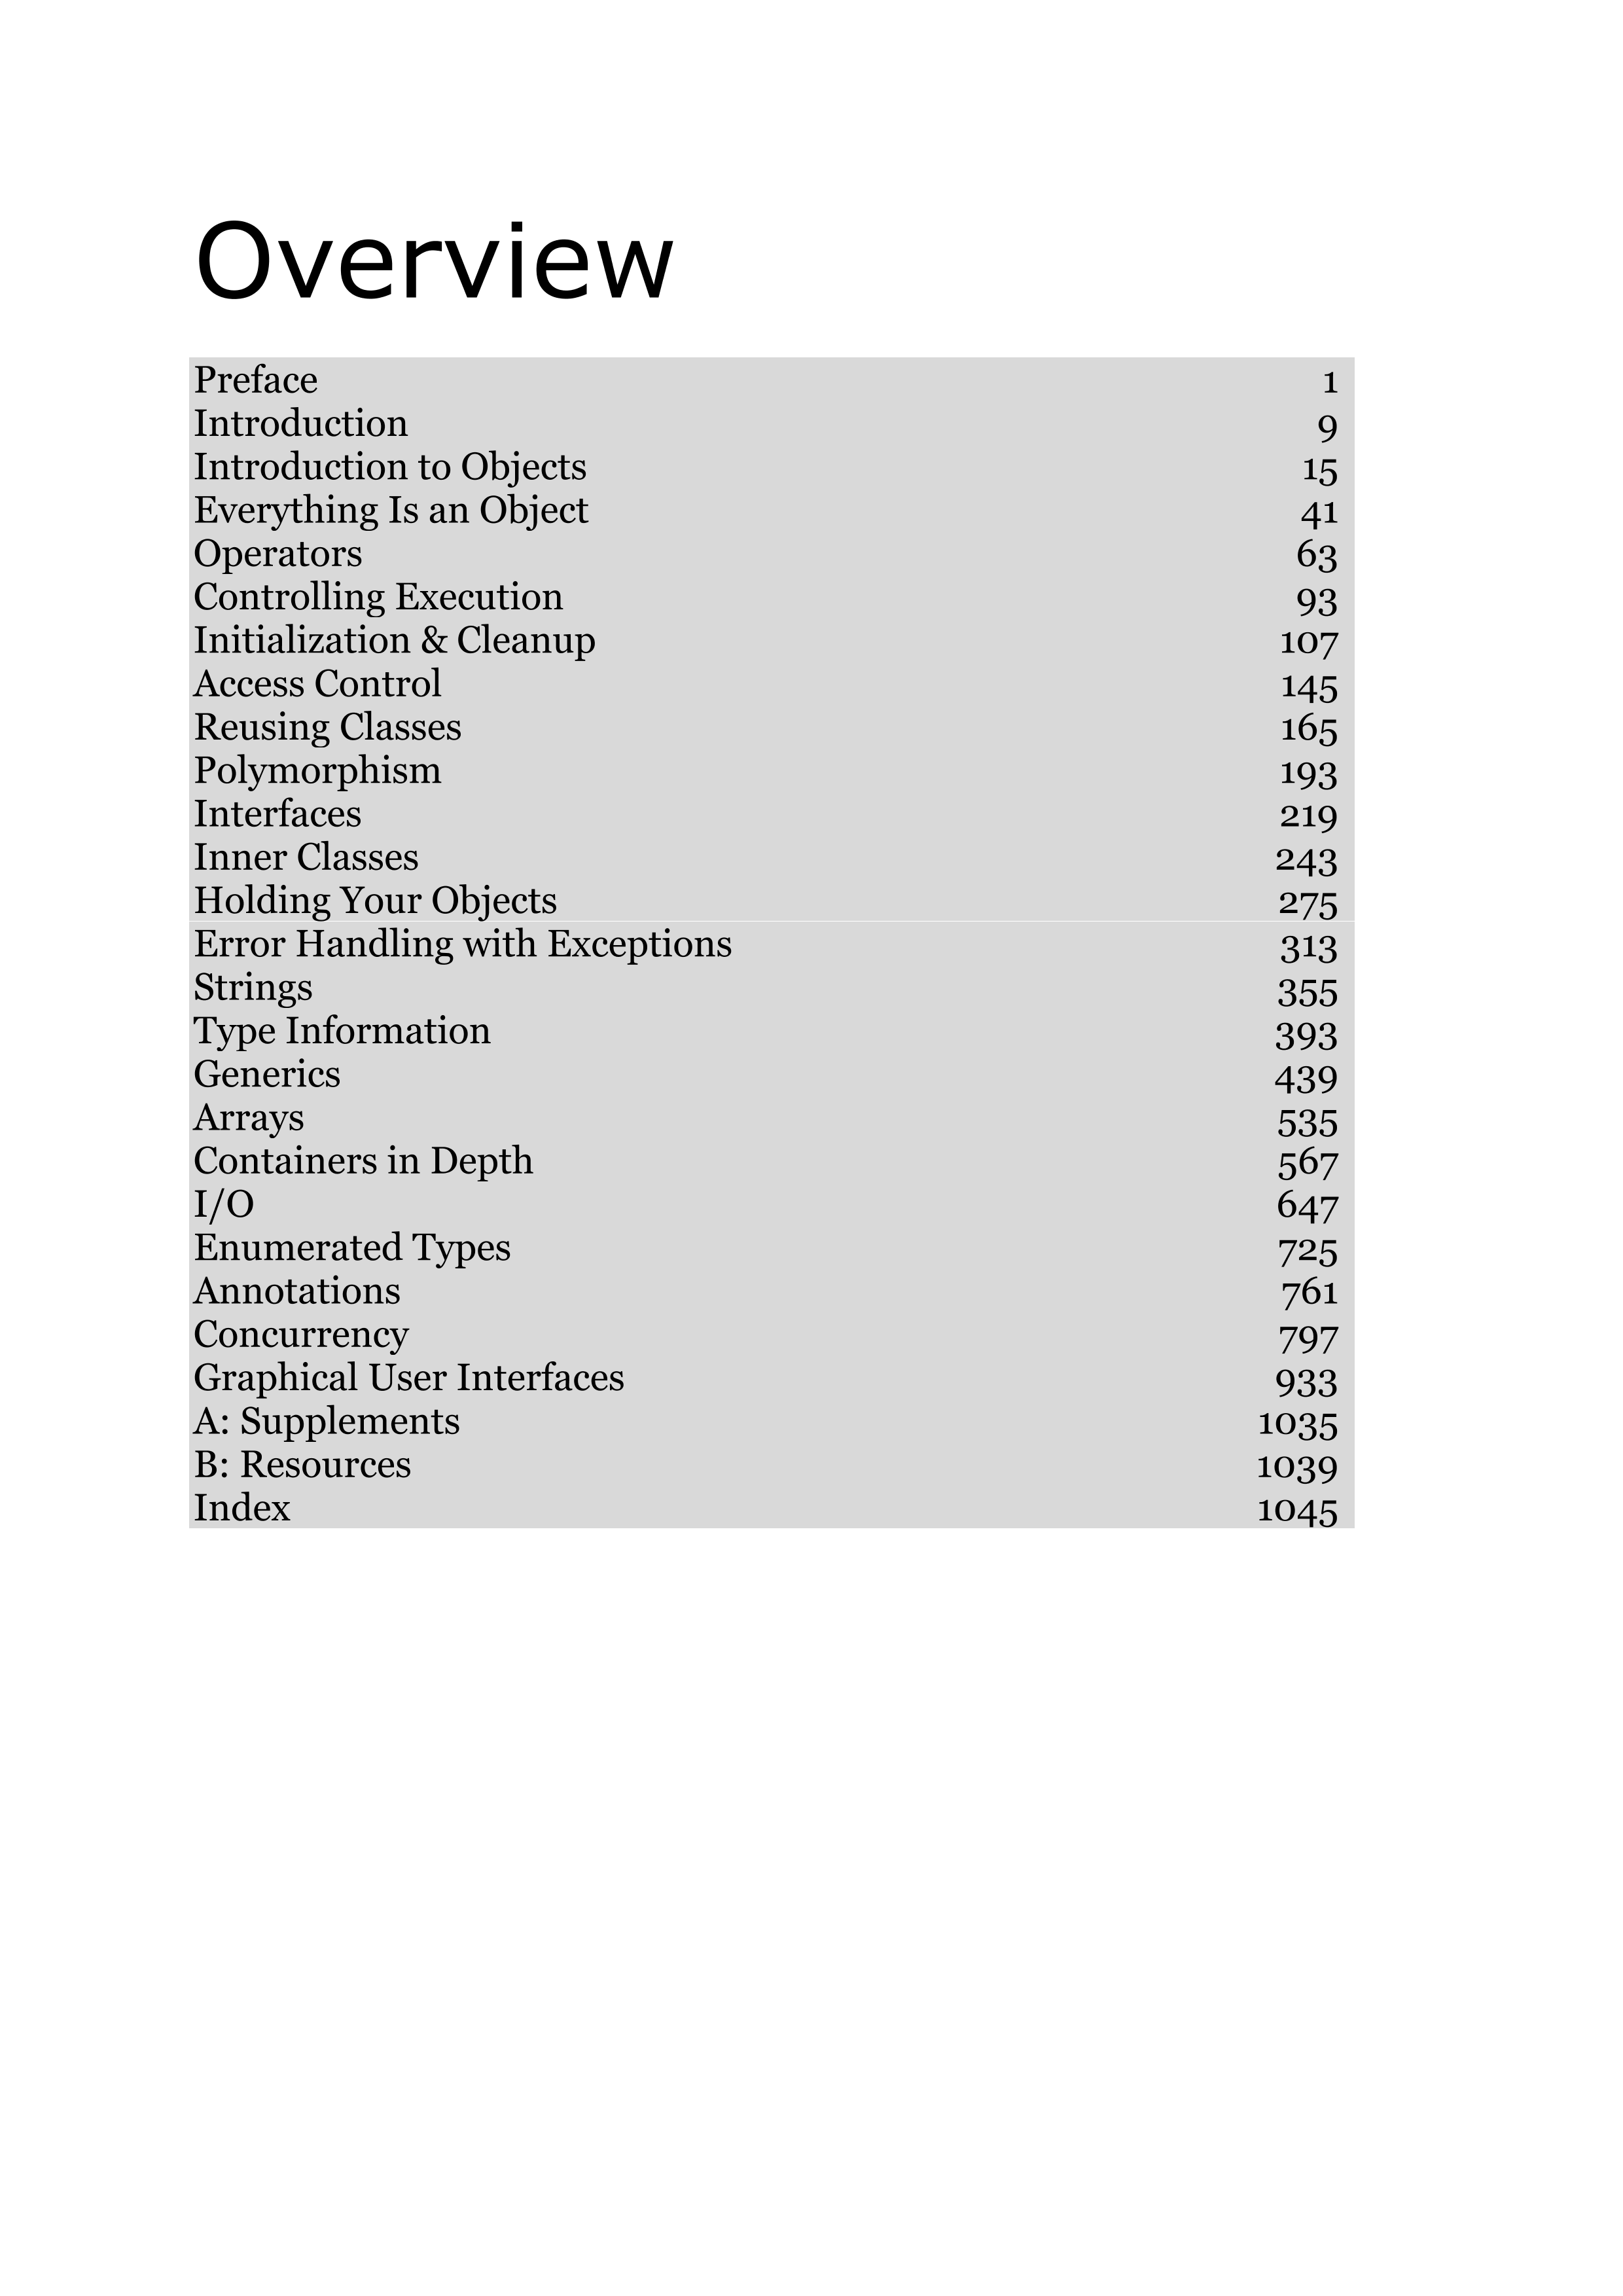 Overview
Preface 1
Introduction 9
Introduction to Objects 15
Everything Is an Object 41
Operators 63
Controlling Execution 93
Initialization & Cleanup 107
Access Control 145
Reusing Classes 165
Polymorphism 193
Interfaces 219
Inner Classes 243
Holding Your Objects 275
Error Handling with Exceptions 313
Strings 355
Type Information 393
Generics 439
Arrays 535
Containers in Depth 567
I/O 647
Enumerated Types 725
Annotations 761
Concurrency 797
Graphical User Interfaces 933
A: Supplements 1035
B: Resources 1039
Index 1045